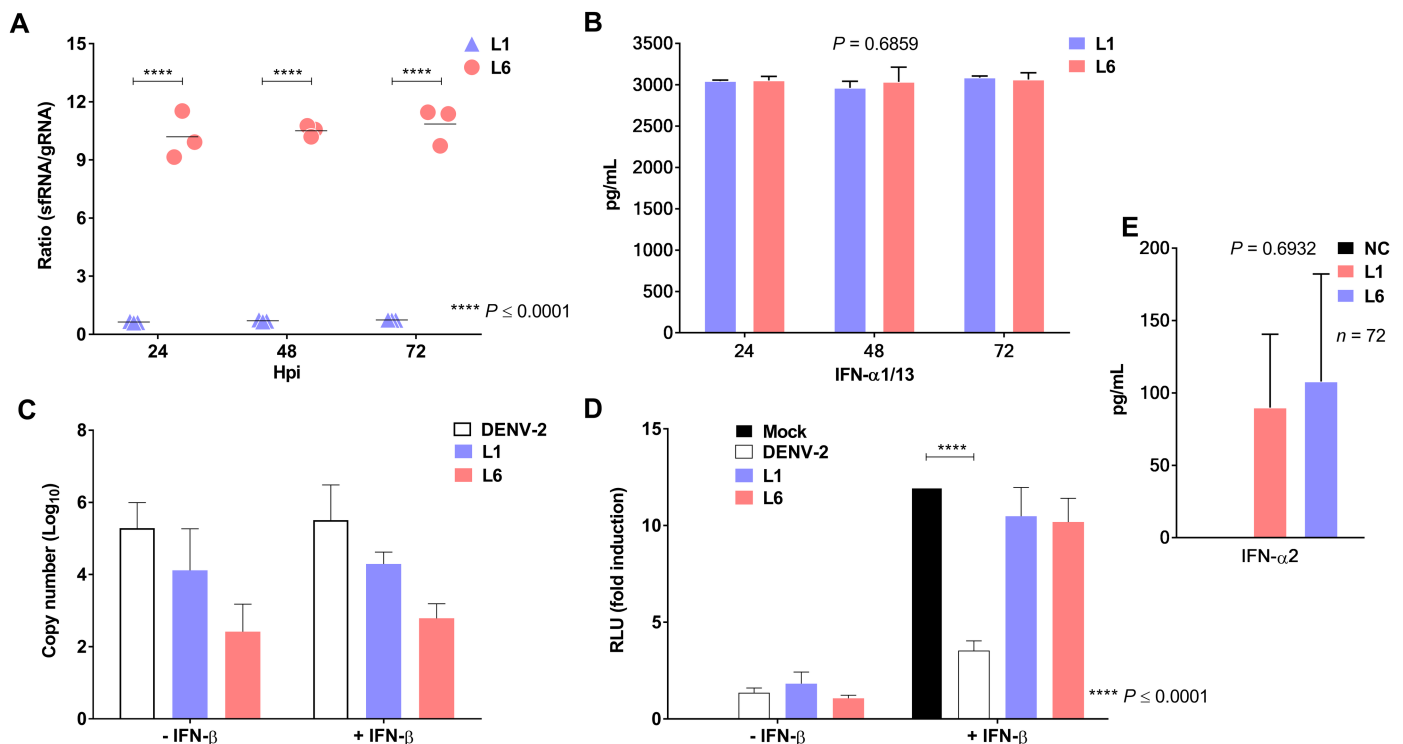 A
15
12
9
6
3
0
Ratio (sfRNA/gRNA)
**** **** ****
L1
L6
**** P ≤ 0.0001
24 48 72
Hpi
B
3500
3000
2500
2000
1500
1000
500
0
pg/mL
P = 0.6859
L1
L6
24 48 72
IFN-α1/13
E
200
150
100
50
0
pg/mL
P = 0.6932
NC
L1
L6
n = 72
IFN-α2
C
8
6
4
2
0
Copy number (Log10)
DENV-2
L1
L6
- IFN-β + IFN-β
D
15
10
5
0
RLU (fold induction)
Mock
DENV-2
L1
L6
****
**** P ≤ 0.0001
- IFN-β + IFN-β